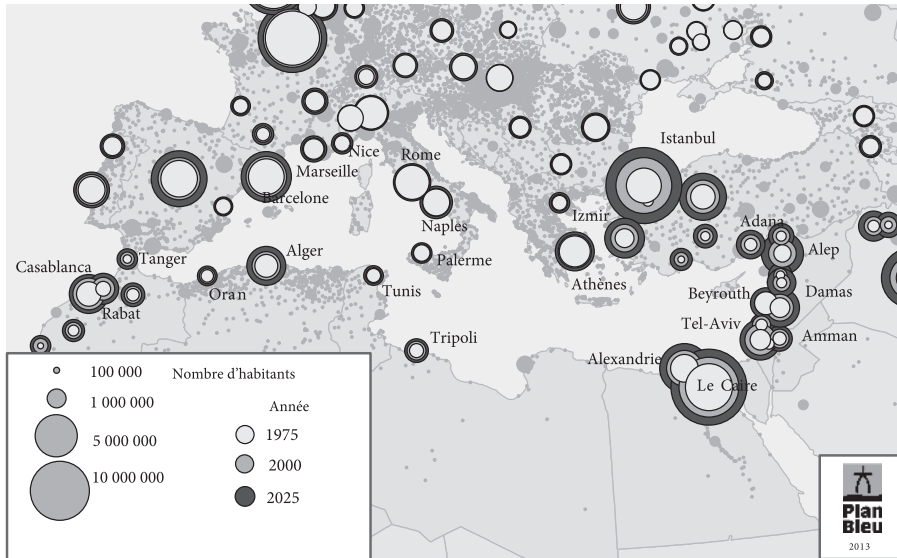 Istanbul
Nice
Rome
Marseille
Barcelone
Izmir
Naples
Adana
Alger
Tanger
Palerme
Alep
Casablanca
Athènes
Oran
Tunis
Beyrouth
Damas
Rabat
Tel-Aviv
Tripoli
Amman
Alexandrie
Le Caire
100 000
Nombre d'habitants
1 000 000
5 000 000
10 000 000
Année
1975
2000
2025
Plan
Bleu
2013